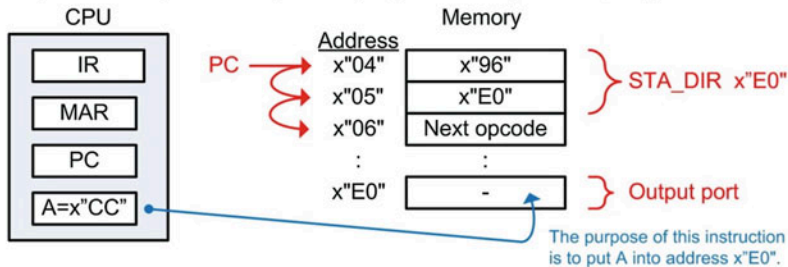 CPU
Memory
Address
IR
PC
x"04"
x"96"
STA_DIR x"E0"
MAR
x"05"
x"E0"
x"06"
Next opcode
PC
:
:
A=x"CC"
x"E0"
-
Output port
The purpose of this instruction
is to put A into address x"E0".